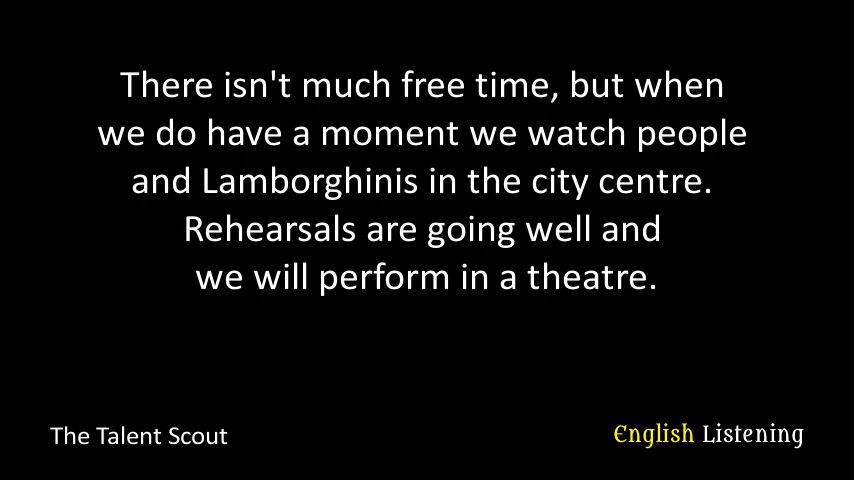 There isn't much free time, but when
we do have a moment we watch people
and Lamborghinis in the city centre.
Rehearsals are going well and
we will perform in a theatre.
The Talent Scout
English Listening